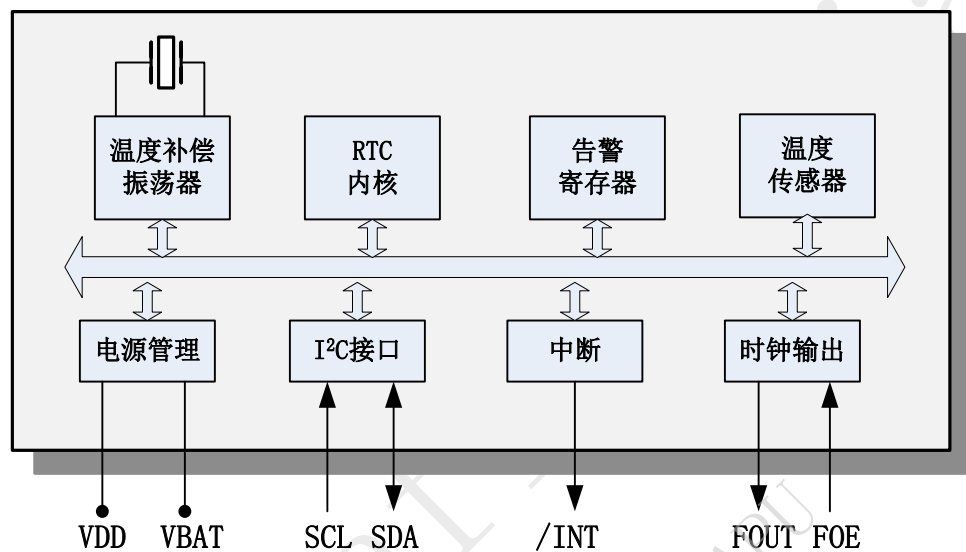 温度补偿
振荡器
RTC
内核
告警
寄存器
温度
传感器
电源管理
I²C接口
中断
时钟输出
VDD VBAT SCL SDA /INT FOUT FOE